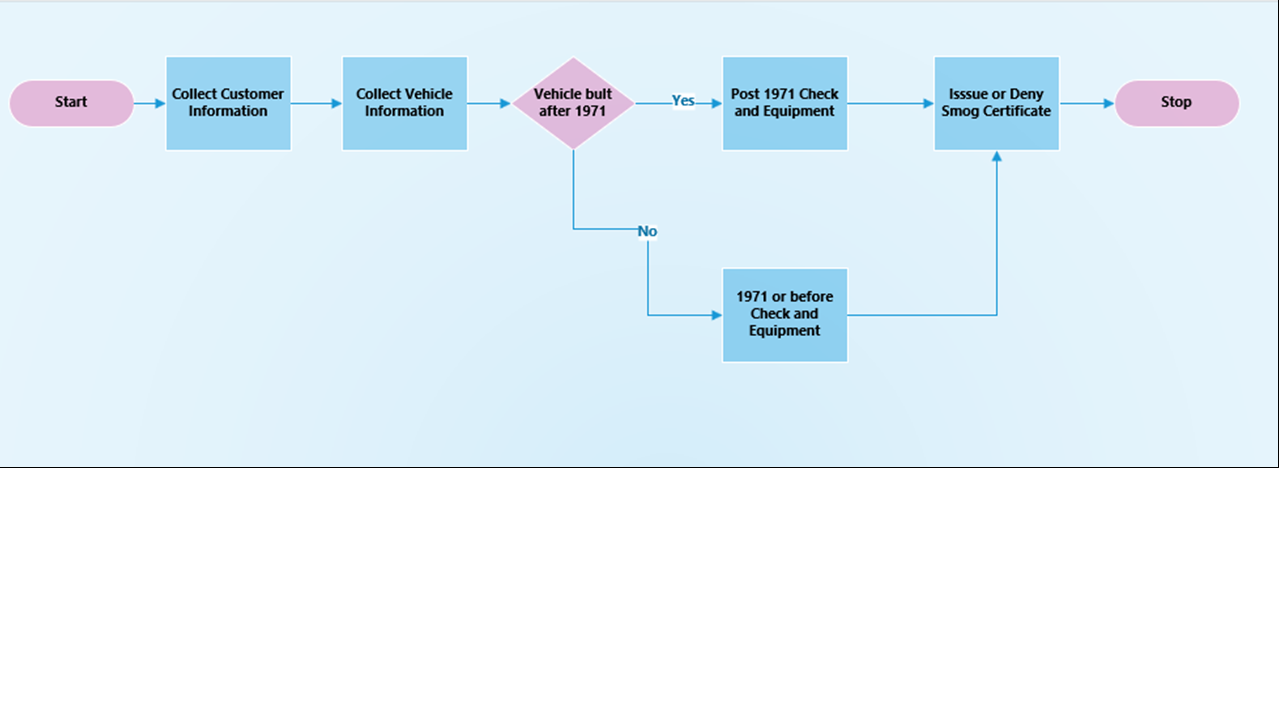 Start
Collect Customer
Information
Collect Vehicle
Information
Vehicle bult
after 1971
Yes
Post 1971 Check
and Equipment
Isssue or Deny
Smog Certificate
Stop
No
1971 or before
Check and
Equipment